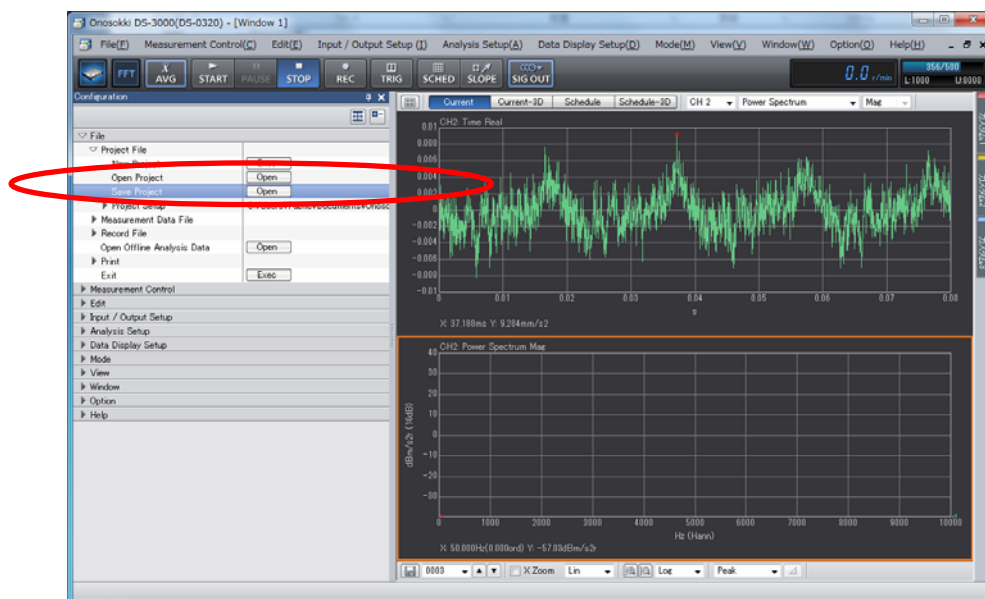 Onosokki DS-3000(DS-0320) - [Window 1]
File(F) Measurement Control(C) Edit(E) Input / Output Setup (I) Analysis Setup(A) Data Display Setup(D) Mode(M) View(V) Window(W) Option(O) Help(H)
FFT X AVG START PAUSE STOP REC TRIG SCHED SLOPE SIG OUT 0.0 r/min 356/500 L:1000 U:8000
Configuration
Current Current-3D Schedule Schedule-3D CH 2 Power Spectrum Mag
File
Project File
Open Project Open
Save Project Open
Project Setup
Measurement Data File
Record File
Open Offline Analysis Data Open
Print
Exit Exec
Measurement Control
Edit
Input / Output Setup
Analysis Setup
Data Display Setup
Mode
View
Window
Option
Help
CH2: Time Real
0.01
0.008
0.006
0.004
0.002
0
-0.002
-0.004
-0.006
-0.008
-0.01
0 0.01 0.02 0.03 0.04 0.05 0.06 0.07 0.08
s
X: 37.188ms Y: 9.284mm/s2
CH2: Power Spectrum Mag
40
30
20
10
0
-10
-20
-30
dBm/s2r (16dB)
0 1000 2000 3000 4000 5000 6000 7000 8000 9000 10000
Hz (Hann)
X: 50.000Hz(0.000ord) Y: -57.03dBm/s2r
0003 X Zoom Lin Log Peak